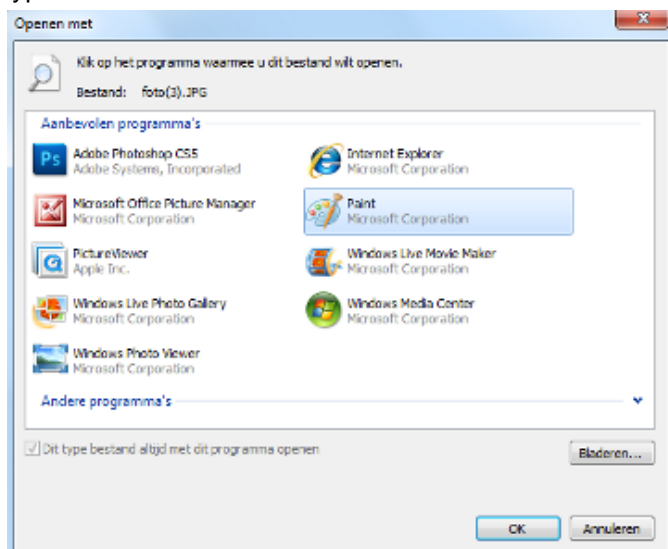 Openen met
Klik op het programma waarmee u dit bestand wilt openen.
Bestand: foto(3).JPG
Aanbevolen programma's
Ps
Adobe Photoshop CS5
Adobe Systems, Incorporated
Internet Explorer
Microsoft Corporation
Microsoft Office Picture Manager
Microsoft Corporation
Paint
Microsoft Corporation
PictureViewer
Apple Inc.
Windows Live Movie Maker
Microsoft Corporation
Windows Live Photo Gallery
Microsoft Corporation
Windows Media Center
Microsoft Corporation
Windows Photo Viewer
Microsoft Corporation
Andere programma's
Dit type bestand altijd met dit programma openen
Bladeren...
OK
Annuleren